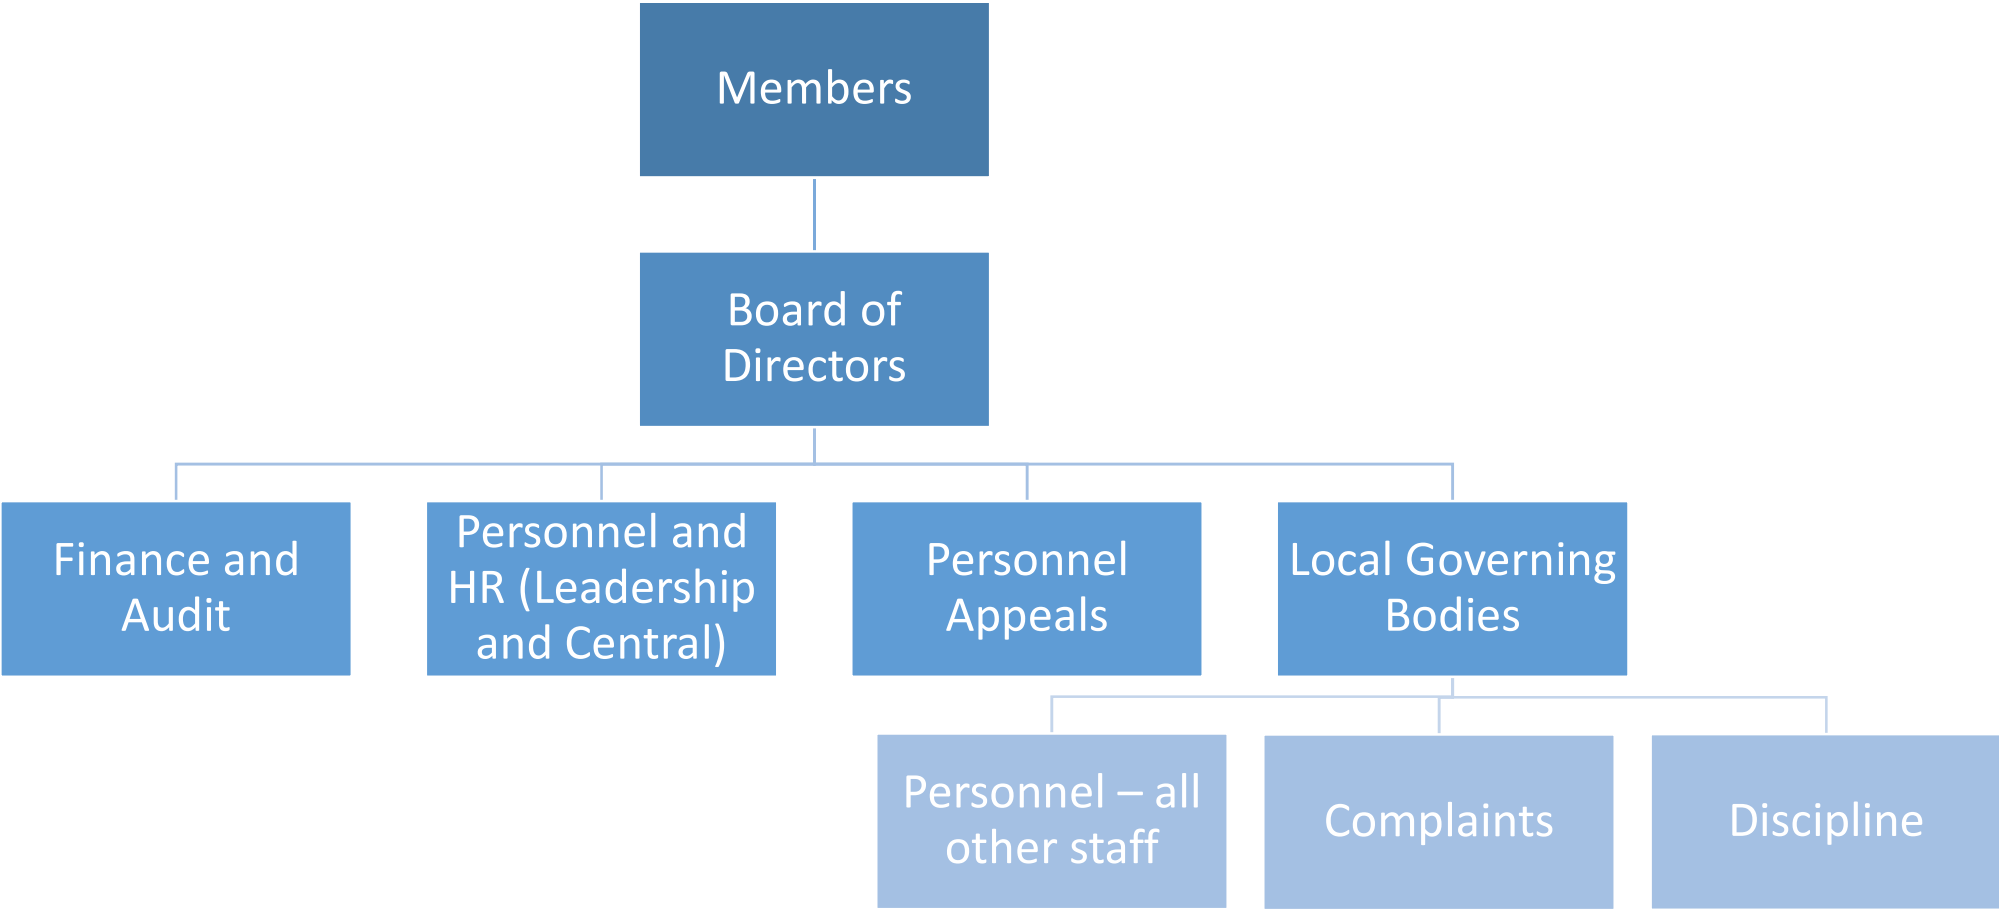 Members
Board of
Directors
Finance and
Audit
Personnel and
HR (Leadership
and Central)
Personnel
Appeals
Local Governing
Bodies
Personnel – all
other staff
Complaints
Discipline